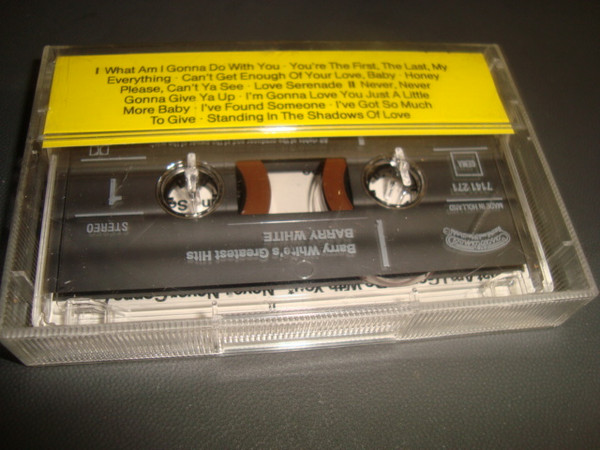 I What Am I Gonna Do With You · You're The First, The Last, My
Everything · Can't Get Enough Of Your Love, Baby · Honey
Please, Can't Ya See · Love Serenade II Never, Never
Gonna Give Ya Up · I'm Gonna Love You Just A Little
More Baby · I've Found Someone · I've Got So Much
To Give · Standing In The Shadows Of Love
1
STEREO
7141 271
MADE IN HOLLAND
1
BARRY WHITE
Barry White's Greatest Hits